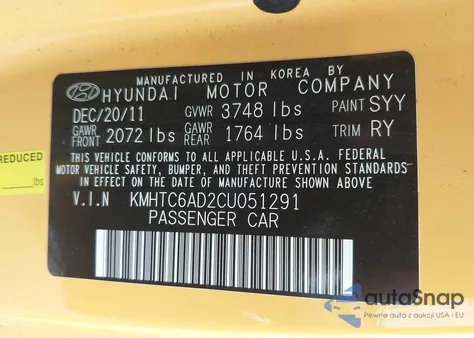 MANUFACTURED IN KOREA BY
HYUNDAI MOTOR COMPANY
DEC/20/11 GVWR 3748 lbs PAINT SYY
GAWR FRONT 2072 lbs GAWR REAR 1764 lbs TRIM RY
THIS VEHICLE CONFORMS TO ALL APPLICABLE U.S.A. FEDERAL
MOTOR VEHICLE SAFETY, BUMPER, AND THEFT PREVENTION STANDARDS
IN EFFECT ON THE DATE OF MANUFACTURE SHOWN ABOVE.
V.I.N KMHTC6AD2CU051291
PASSENGER CAR
REDUCED
lbs
autoSnap
Pewne auta z aukcji USA i EU